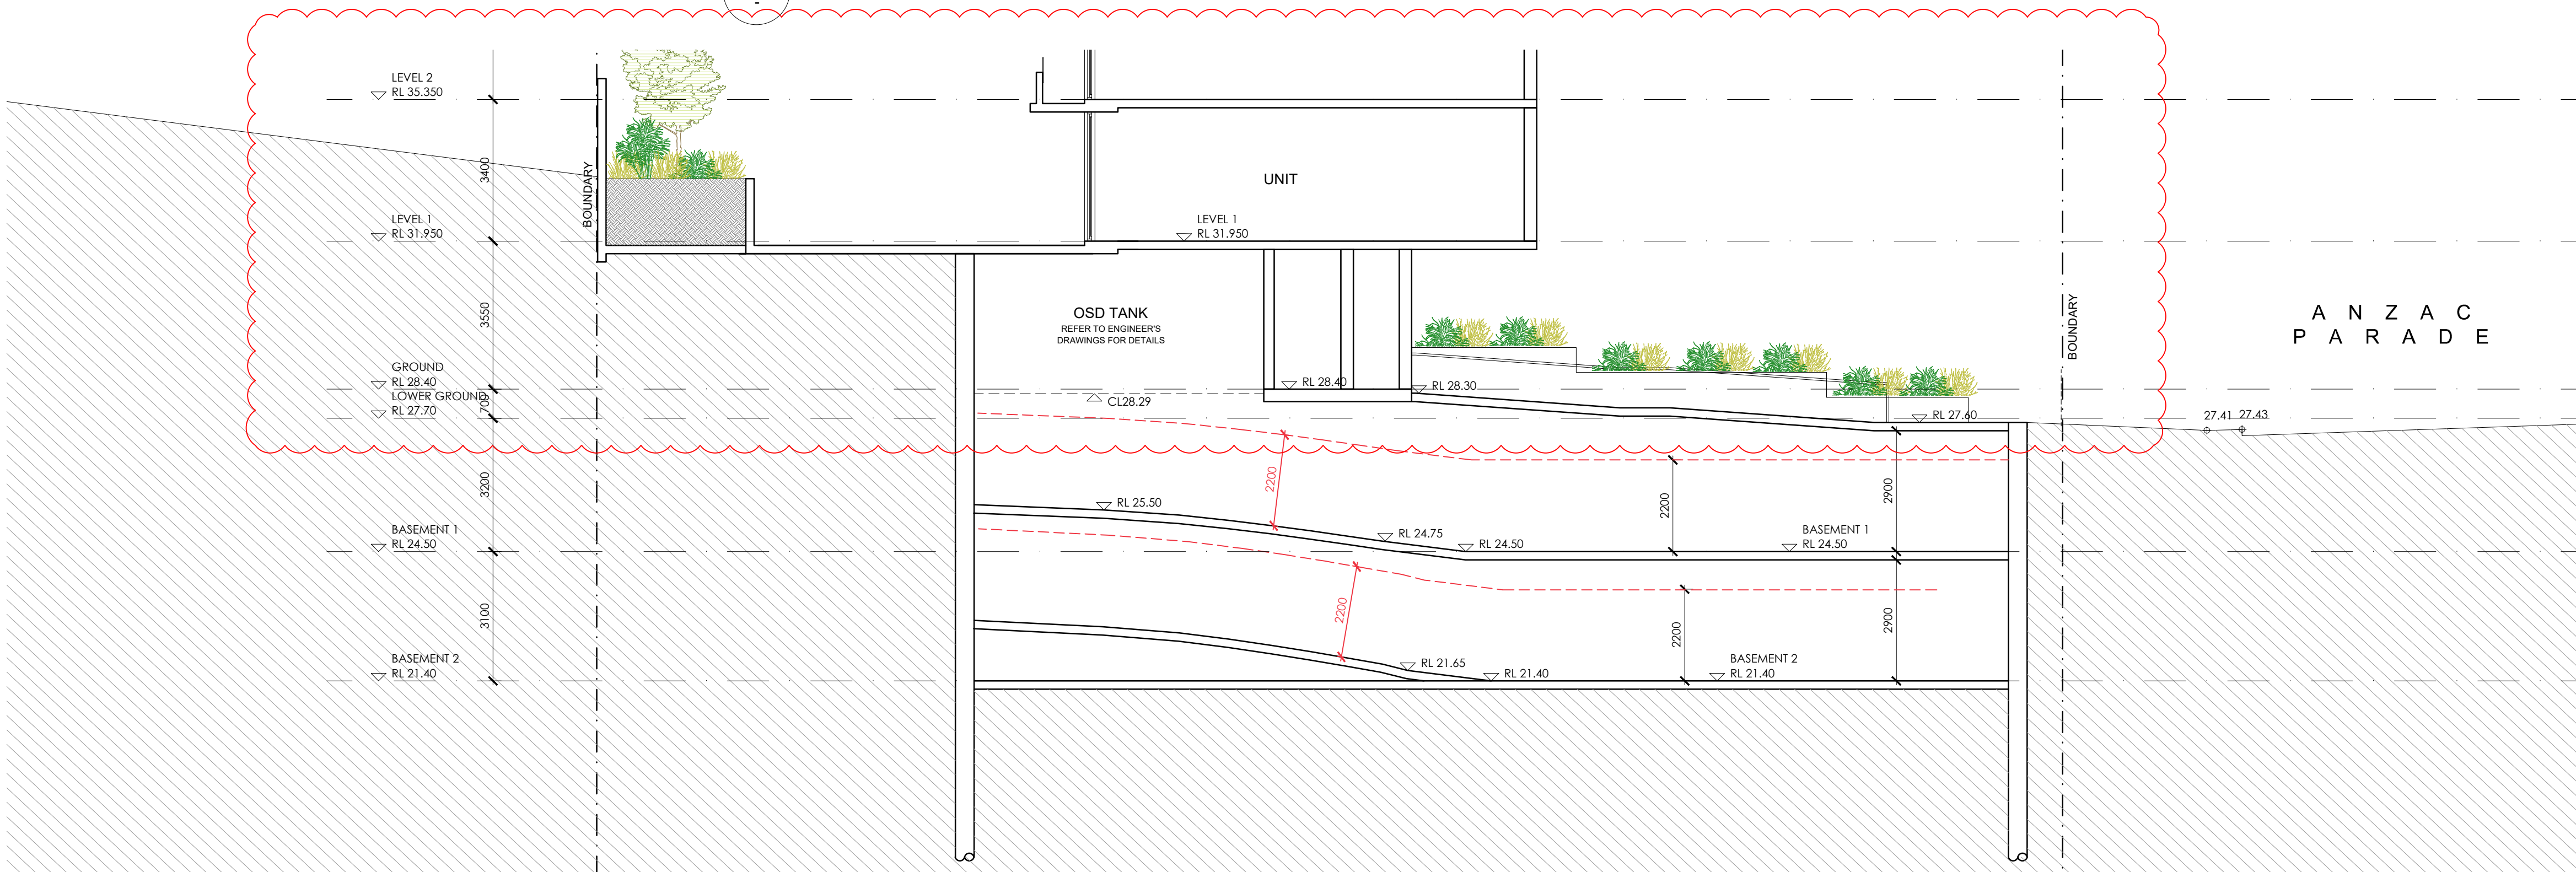 -
LEVEL 2
RL 35.350
3400
BOUNDARY
UNIT
LEVEL 1
RL 31.950
LEVEL 1
RL 31.950
3550
OSD TANK
REFER TO ENGINEER'S
DRAWINGS FOR DETAILS
BOUNDARY
ANZAC
PARADE
GROUND
RL 28.40
LOWER GROUND
RL 27.70
700
CL28.29
RL 28.40
RL 28.30
RL 27.60
27.41
27.43
3200
2200
2200
2900
RL 25.50
RL 24.75
RL 24.50
BASEMENT 1
RL 24.50
BASEMENT 1
RL 24.50
3100
2200
2200
2900
BASEMENT 2
RL 21.40
RL 21.65
RL 21.40
BASEMENT 2
RL 21.40